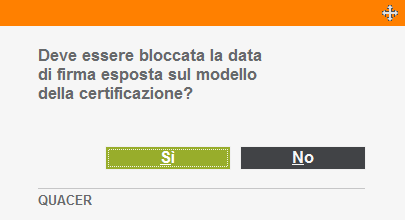 Deve essere bloccata la data
di firma esposta sul modello
della certificazione?
Sì No
QUACER